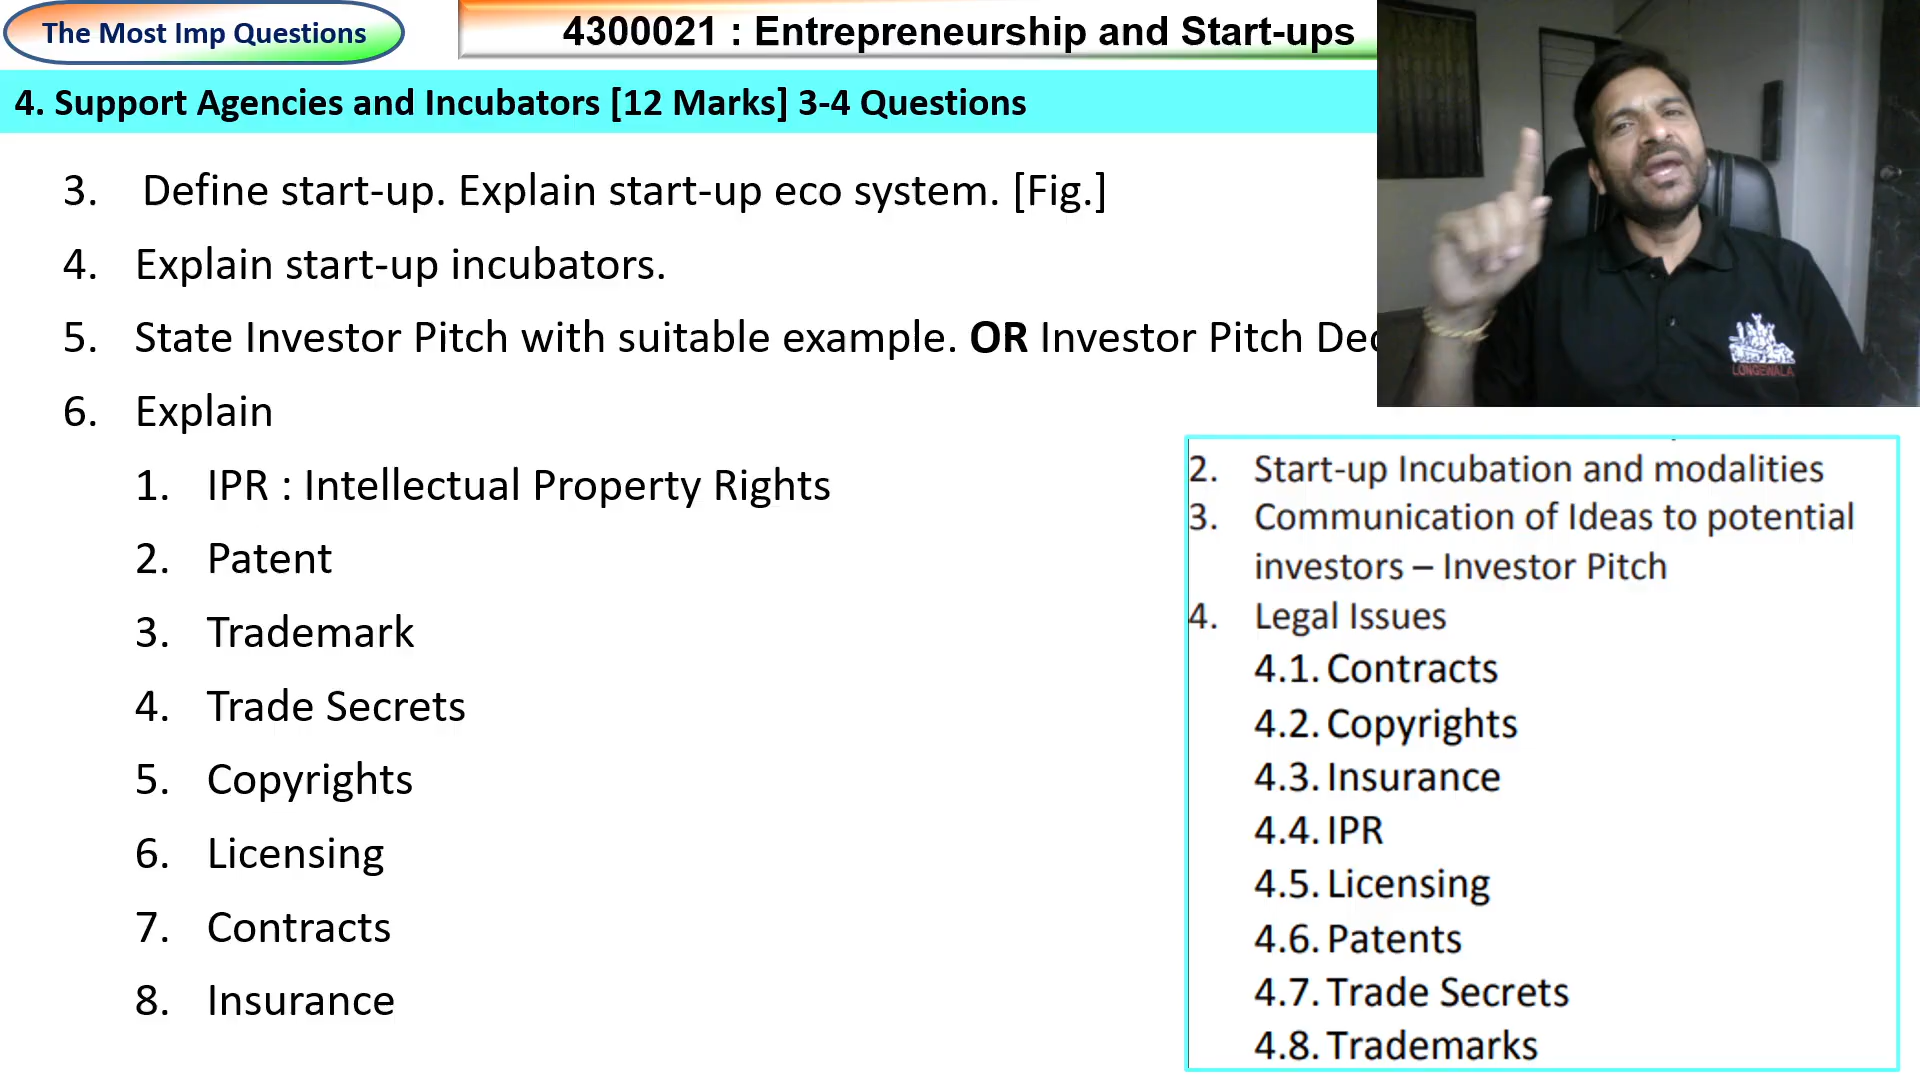 The Most Imp Questions
4300021 : Entrepreneurship and Start-ups
4. Support Agencies and Incubators [12 Marks] 3-4 Questions
3. Define start-up. Explain start-up eco system. [Fig.]
4. Explain start-up incubators.
5. State Investor Pitch with suitable example. OR Investor Pitch
6. Explain
1. IPR : Intellectual Property Rights
2. Patent
3. Trademark
4. Trade Secrets
5. Copyrights
6. Licensing
7. Contracts
8. Insurance
LONGEWALA
2. Start-up Incubation and modalities
3. Communication of Ideas to potential
investors – Investor Pitch
4. Legal Issues
4.1. Contracts
4.2. Copyrights
4.3. Insurance
4.4. IPR
4.5. Licensing
4.6. Patents
4.7. Trade Secrets
4.8. Trademarks